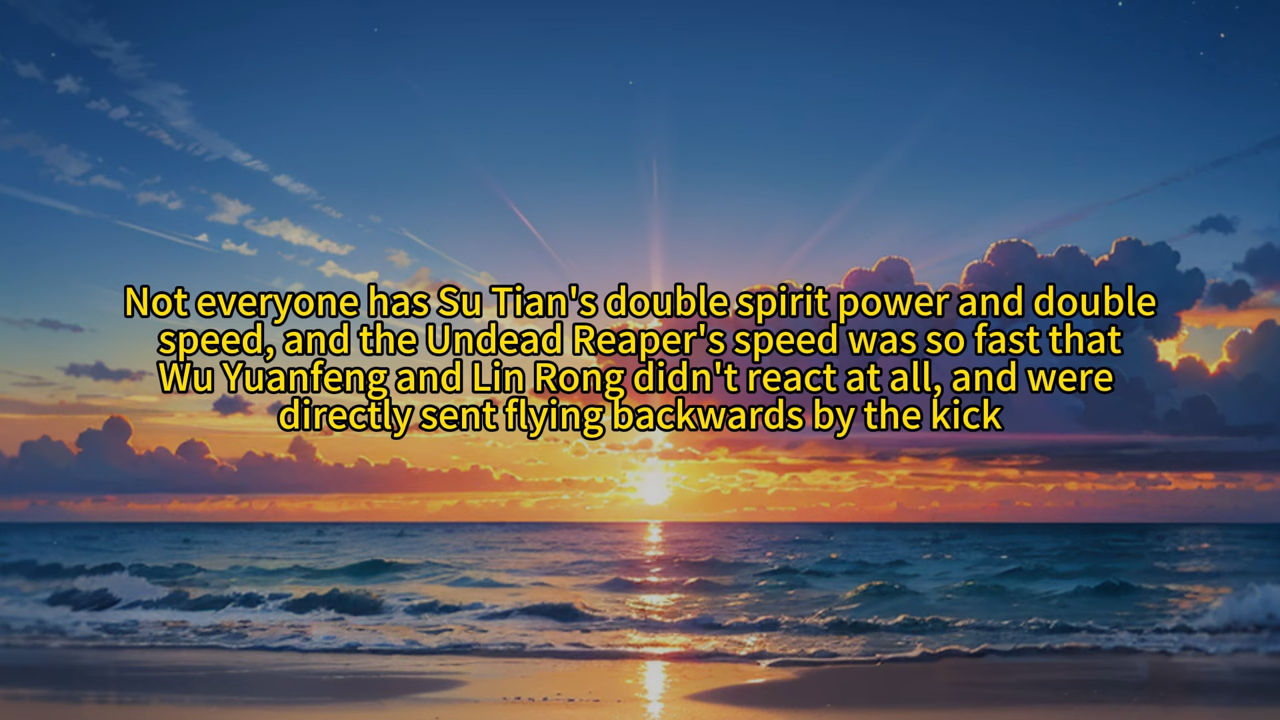 Not everyone has Su Tian's double spirit power and double
speed, and the Undead Reaper's speed was so fast that
Wu Yuanfeng and Lin Rong didn't react at all, and were
directly sent flying backwards by the kick